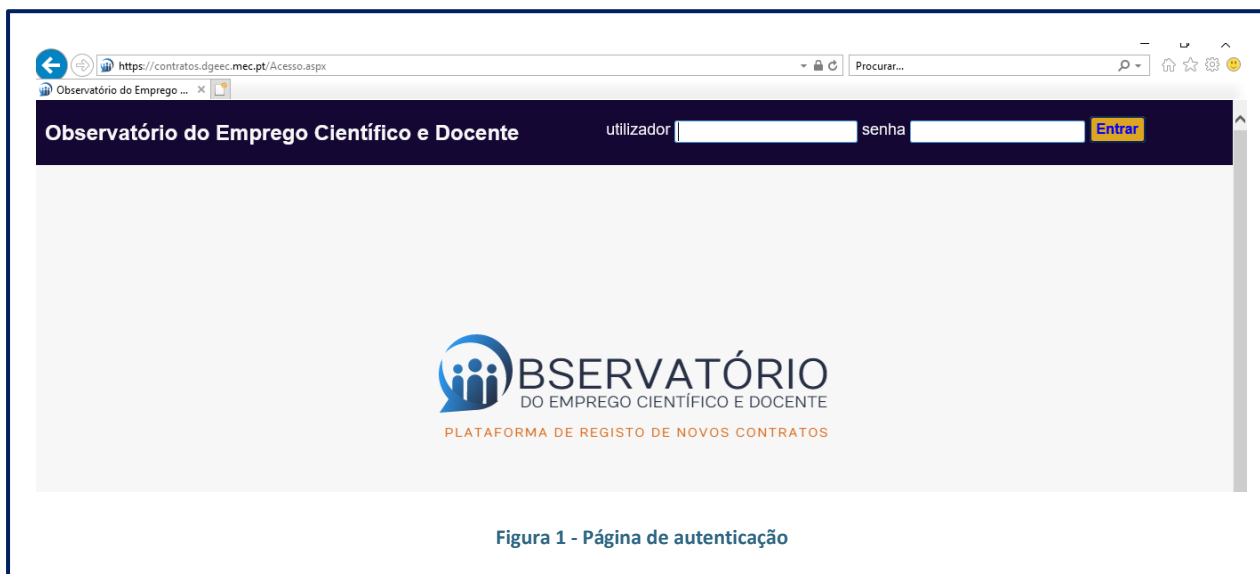 https://contratos.dgeec.mec.pt/Acesso.aspx
Procurar...
Observatório do Emprego ...
Observatório do Emprego Científico e Docente utilizador senha Entrar
BSERVATÓRIO
DO EMPREGO CIENTÍFICO E DOCENTE
PLATAFORMA DE REGISTO DE NOVOS CONTRATOS
Figura 1 - Página de autenticação